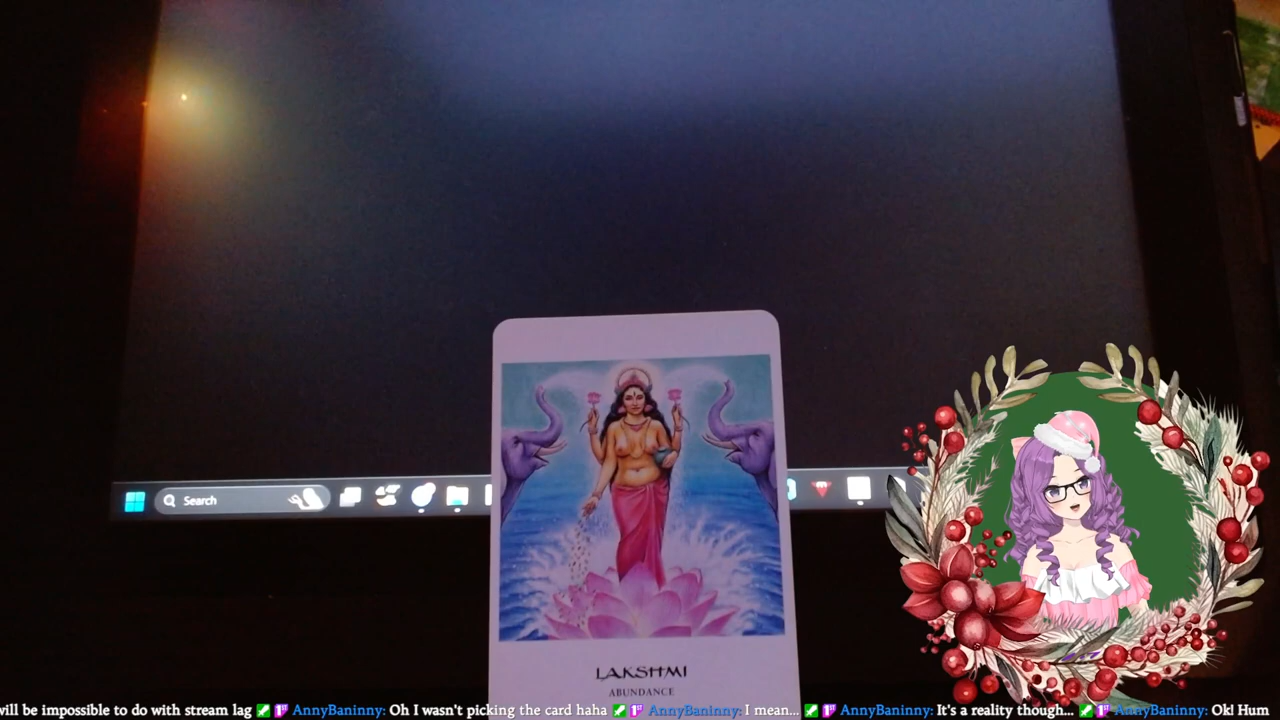 Search
LAKSHMI
ABUNDANCE
will be impossible to do with stream lag AnnyBaninny: Oh I wasn't picking the card haha AnnyBaninny: I mean... AnnyBaninny: It's a reality though... AnnyBaninny: Ok! Hum